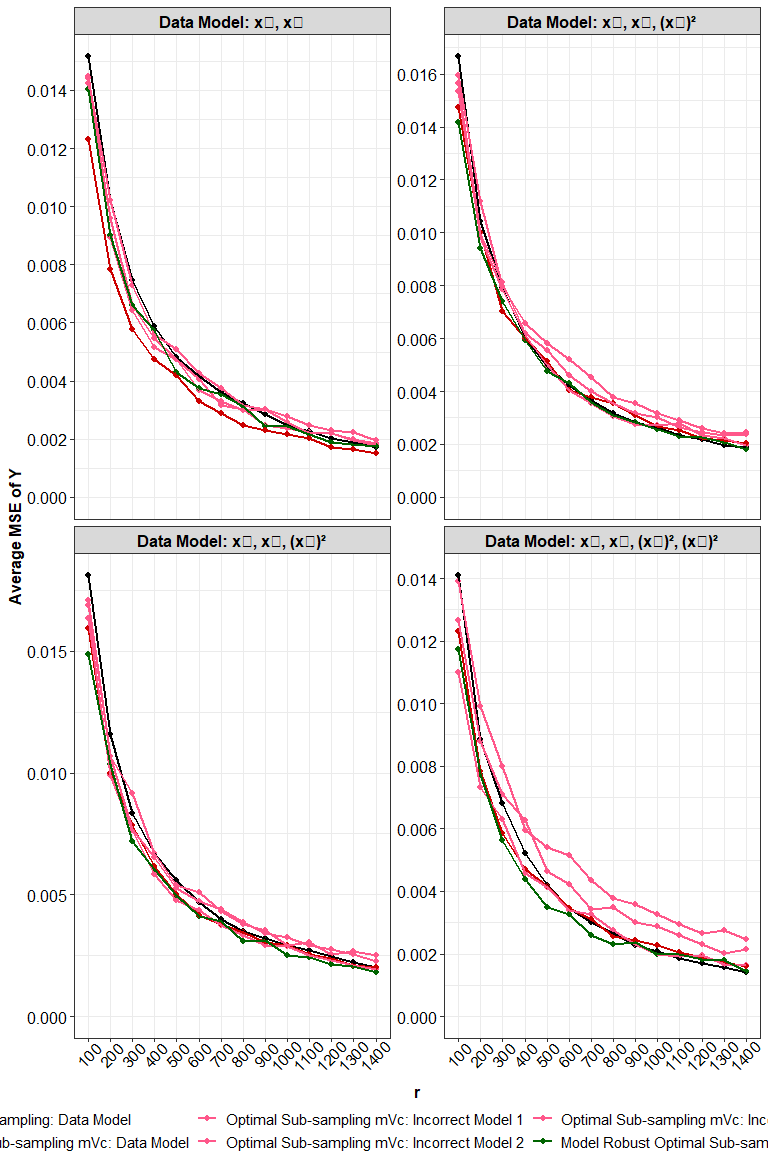 Data Model: x▯, x▯
Data Model: x▯, x▯, (x▯)²
0.014
0.012
0.010
0.008
0.006
0.004
0.002
0.000
0.016
0.014
0.012
0.010
0.008
0.006
0.004
0.002
0.000
Average MSE of Y
Data Model: x▯, x▯, (x▯)²
Data Model: x▯, x▯, (x▯)², (x▯)²
0.015
0.010
0.005
0.000
0.014
0.012
0.010
0.008
0.006
0.004
0.002
0.000
100 200 300 400 500 600 700 800 900 1000 1100 1200 1300 1400
100 200 300 400 500 600 700 800 900 1000 1100 1200 1300 1400
r
ampling: Data Model Optimal Sub-sampling mVc: Incorrect Model 1 Optimal Sub-sampling mVc: Inc
ub-sampling mVc: Data Model Optimal Sub-sampling mVc: Incorrect Model 2 Model Robust Optimal Sub-sam